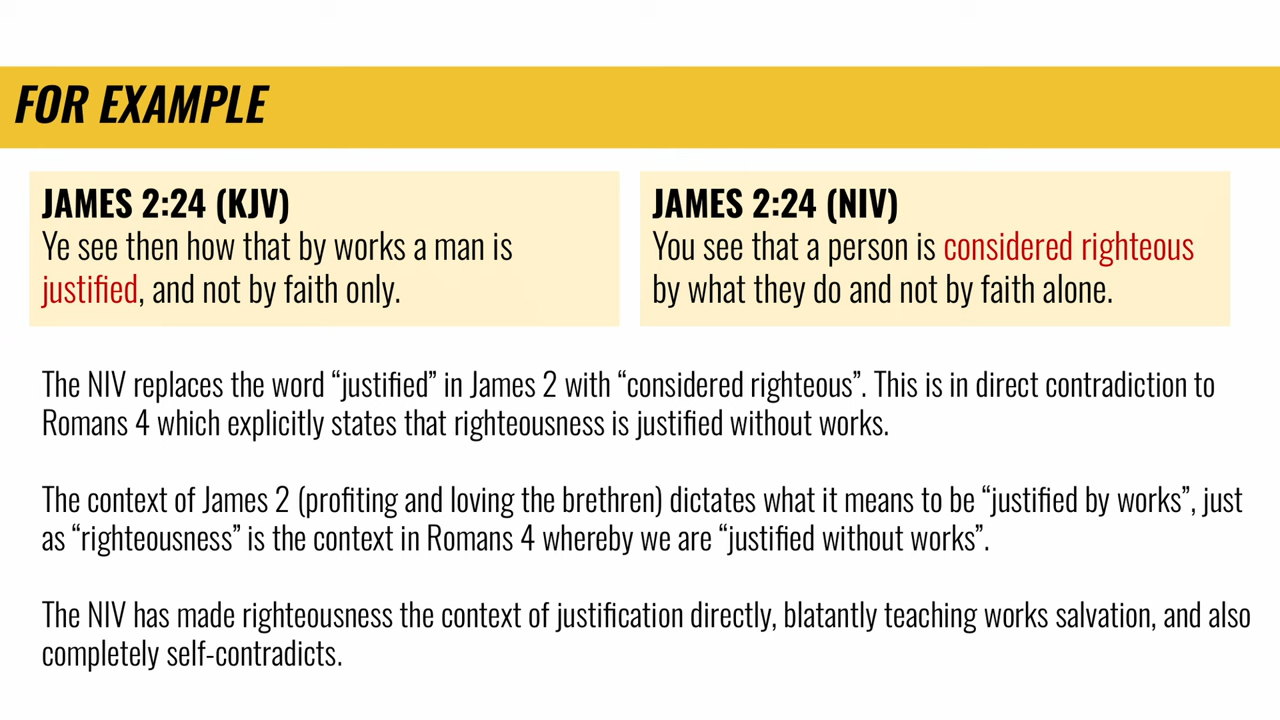 FOR EXAMPLE
JAMES 2:24 (KJV)
Ye see then how that by works a man is
justified, and not by faith only.
JAMES 2:24 (NIV)
You see that a person is considered righteous
by what they do and not by faith alone.
The NIV replaces the word “justified” in James 2 with “considered righteous”. This is in direct contradiction to
Romans 4 which explicitly states that righteousness is justified without works.
The context of James 2 (profiting and loving the brethren) dictates what it means to be “justified by works”, just
as “righteousness” is the context in Romans 4 whereby we are “justified without works”.
The NIV has made righteousness the context of justification directly, blatantly teaching works salvation, and also
completely self-contradicts.